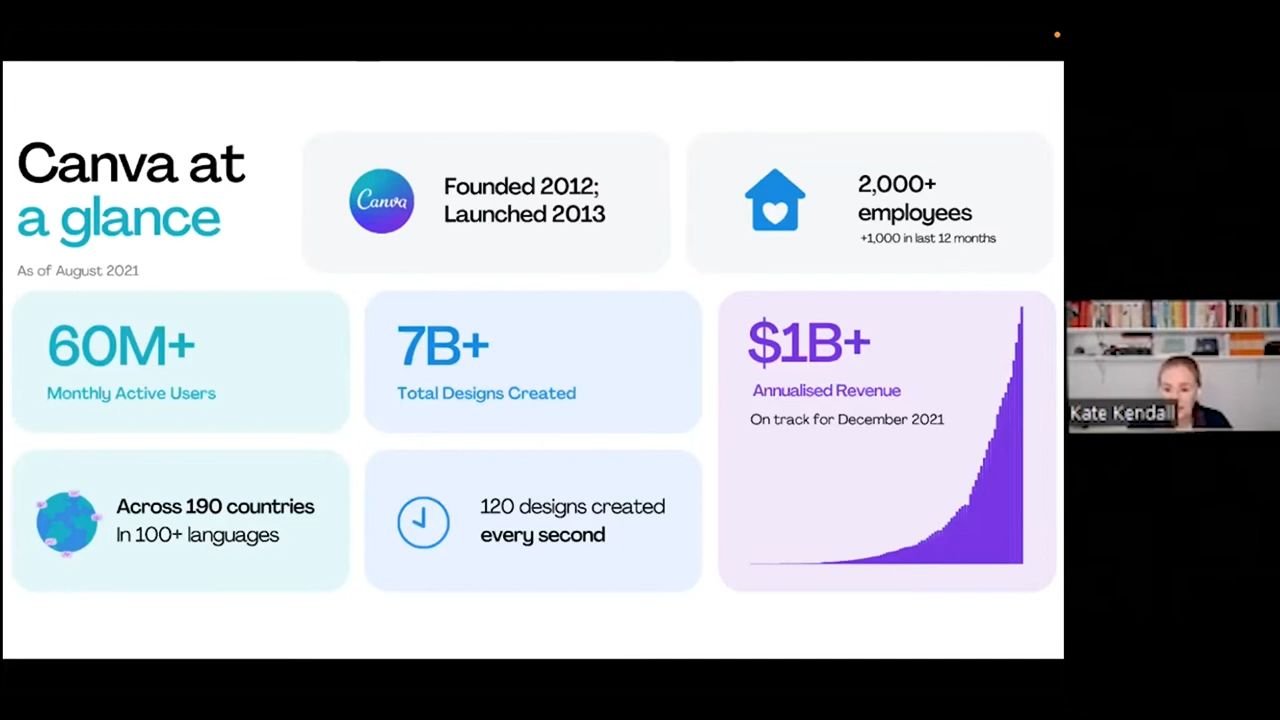 Canva at
a glance
As of August 2021
Canva
Founded 2012;
Launched 2013
2,000+
employees
+1,000 in last 12 months
60M+
Monthly Active Users
7B+
Total Designs Created
$1B+
Annualised Revenue
On track for December 2021
Across 190 countries
In 100+ languages
120 designs created
every second
Kate Kendall